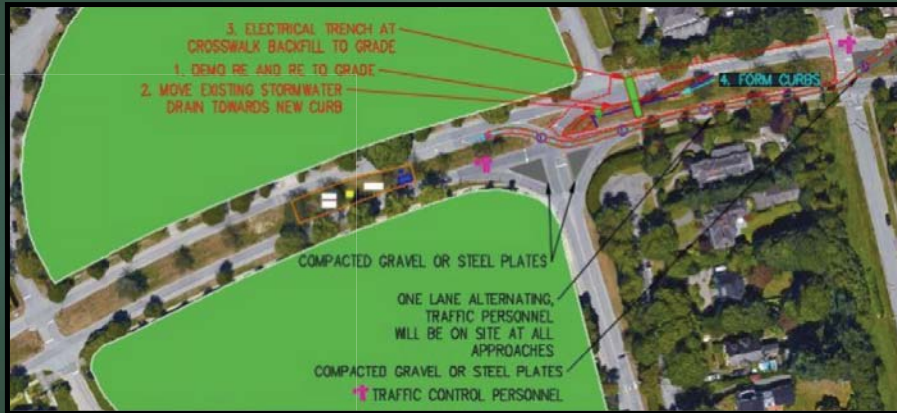 3. ELECTRICAL TRENCH AT
CROSSWALK BACKFILL TO GRADE
1. DEMO RE AND RE TO GRADE
2. MOVE EXISTING STORMWATER
DRAIN TOWARDS NEW CURB
4. FORM CURBS
COMPACTED GRAVEL OR STEEL PLATES
ONE LANE ALTERNATING,
TRAFFIC PERSONNEL
WILL BE ON SITE AT ALL
APPROACHES
COMPACTED GRAVEL OR STEEL PLATES
TRAFFIC CONTROL PERSONNEL